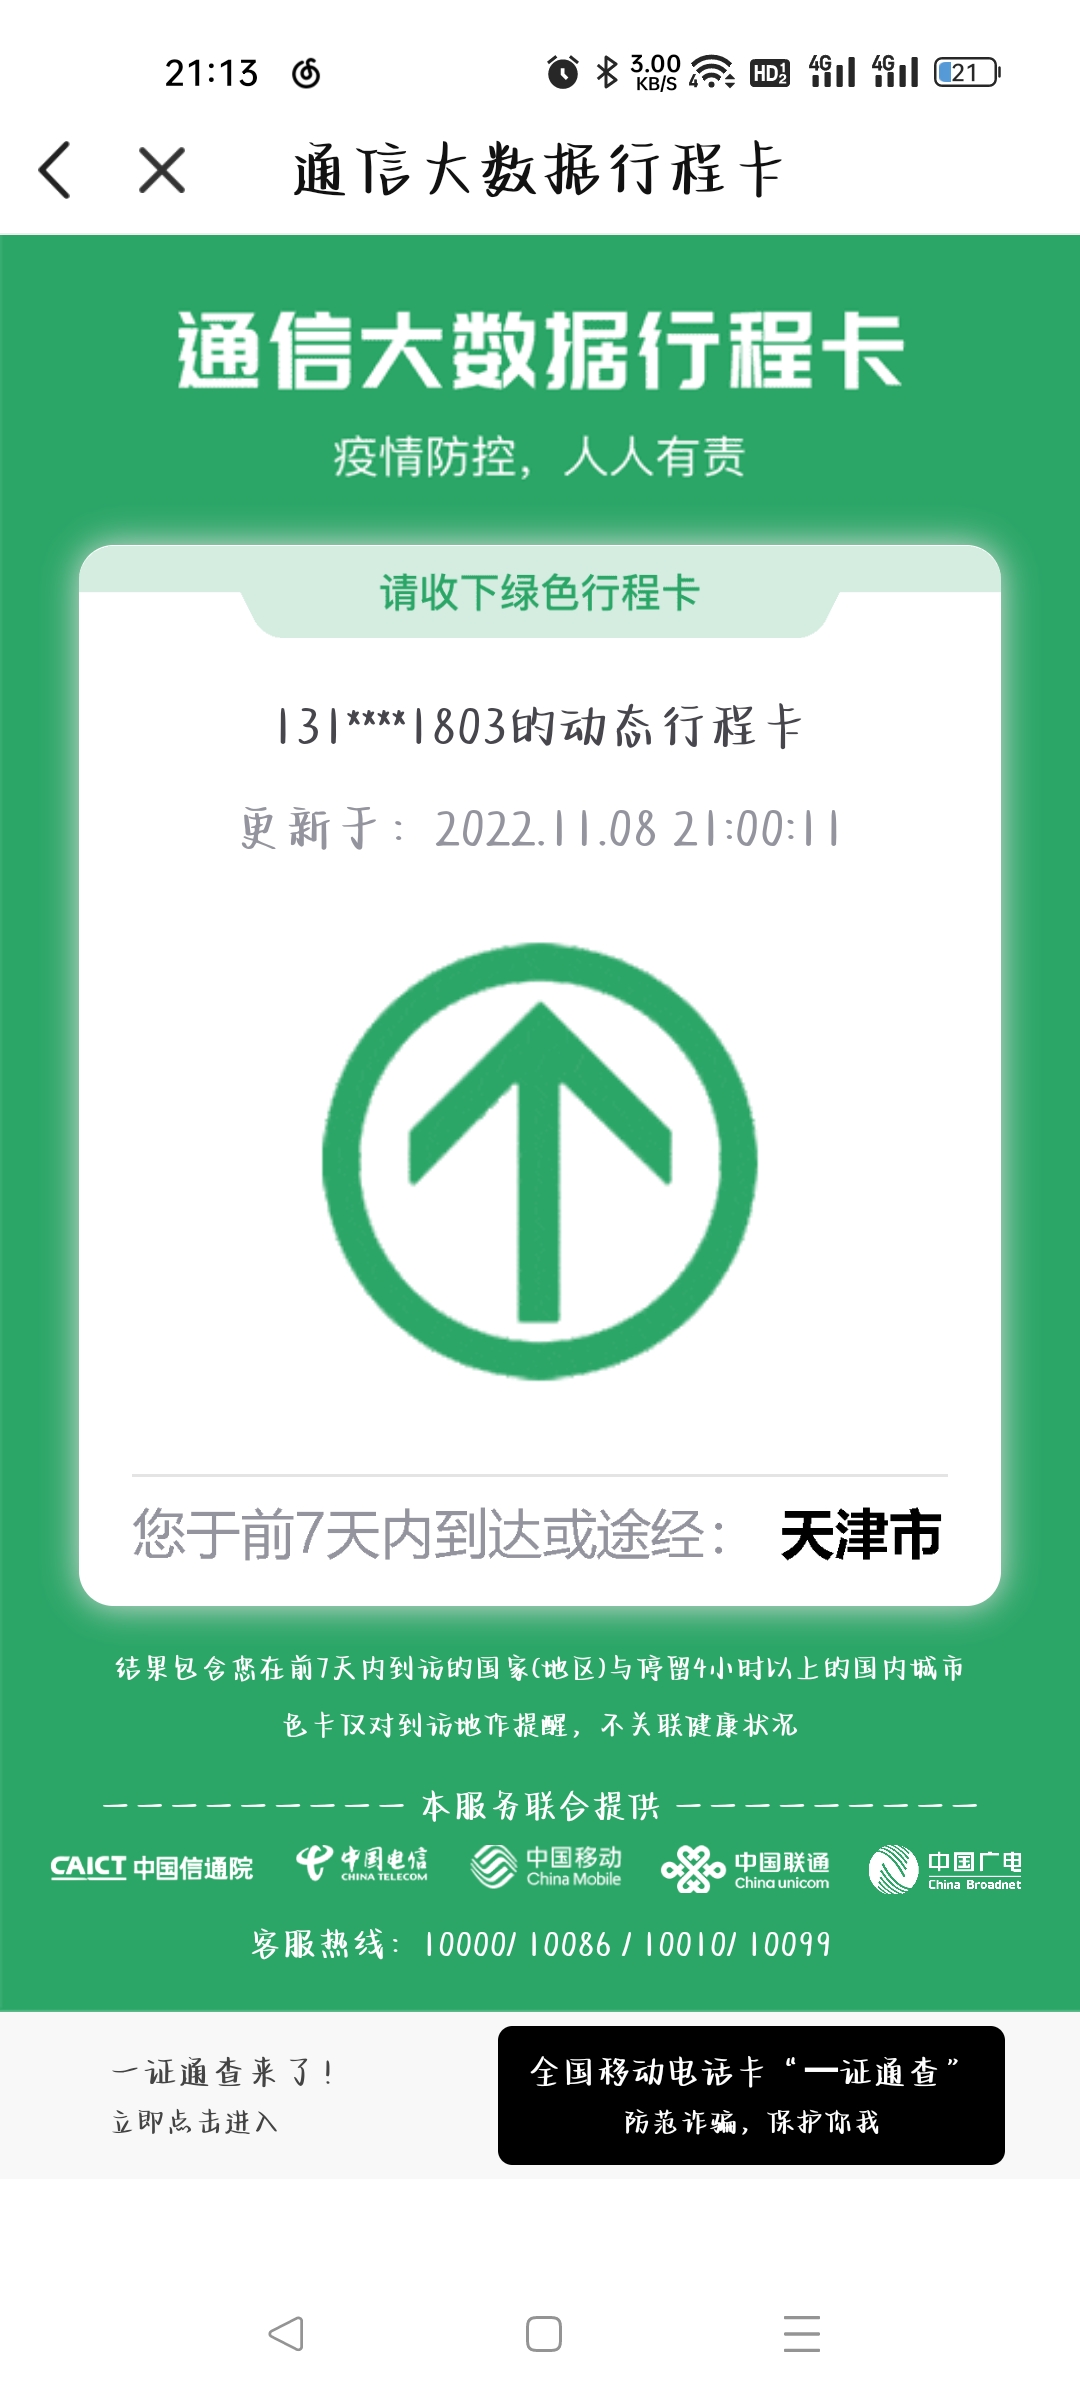 21:13 3.00 KB/S 4 HD 1 2 4G 4G 21
通信大数据行程卡
通信大数据行程卡
疫情防控，人人有责
请收下绿色行程卡
131****1803的动态行程卡
更新于：2022.11.08 21:00:11
您于前7天内到达或途经： 天津市
结果包含您在前7天内到访的国家(地区)与停留4小时以上的国内城市
色卡仅对到访地作提醒，不关联健康状况
本服务联合提供
CAICT 中国信通院 中国电信 CHINA TELECOM 中国移动 China Mobile 中国联通 China unicom 中国广电 China Broadnet
客服热线：10000/ 10086 / 10010/ 10099
一证通查来了！
立即点击进入
全国移动电话卡“一证通查”
防范诈骗，保护你我